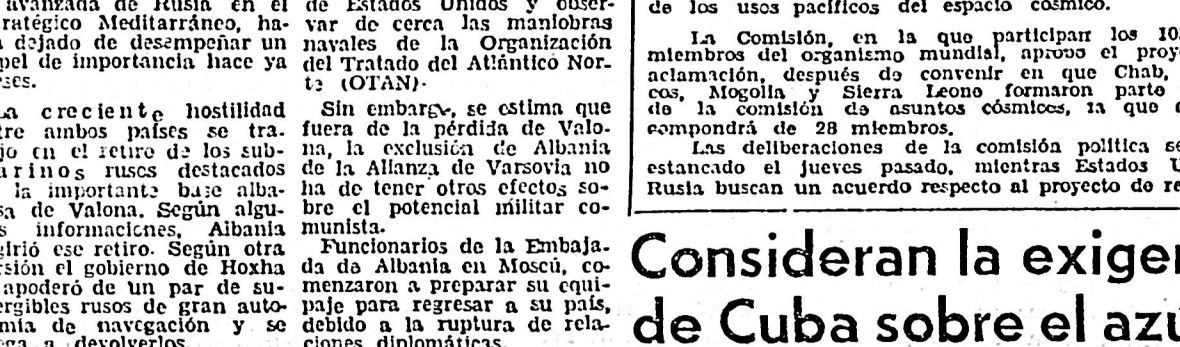 avanzada de Rusia en el
ratégico Meditarráneo, ha-
dejado de desempeñar un
pel de importancia hace ya
eses.
La creciente hostilidad
tre ambos países se tra-
jo en el retiro de los sub-
arinos rusos destacados
la importante base alba-
sa de Valona. Según algu-
s informaciones, Albania
girió ese retiro. Según otra
rsión el gobierno de Hoxha
apoderó de un par de su-
ergibles rusos de gran auto-
mía de navegación y se
ega a devolverlos.
de Estados Unidos y obser-
var de cerca las maniobras
navales de la Organización
del Tratado del Atlántico Nor-
te (OTAN).
Sin embargo, se estima que
fuera de la pérdida de Valo-
na, la exclusión de Albania
de la Alianza de Varsovia no
ha de tener otros efectos so-
bre el potencial militar co-
munista.
Funcionarios de la Embaja-
da de Albania en Moscú, co-
menzaron a preparar su equi-
paje para regresar a su país,
debido a la ruptura de rela-
ciones diplomáticas.
de los usos pacíficos del espacio cósmico.
La Comisión, en la que participan los 10
miembros del organismo mundial, aprobó el proy
aclamación, después de convenir en que Chab,
cos, Mogolia y Sierra Leone formaron parte
de la comisión de asuntos cósmicos, la que
compondrá de 28 miembros.
Las deliberaciones de la comisión política se
estancado el jueves pasado, mientras Estados U
Rusia buscan un acuerdo respecto al proyecto de re
Consideran la exigen
de Cuba sobre el azú